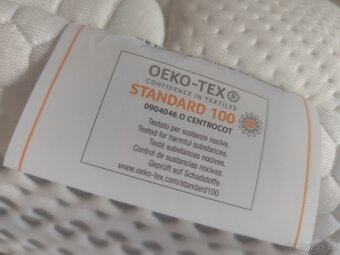 OEKO-TEX®
CONFIDENCE IN TEXTILES
STANDARD 100
0904046.O CENTROCOT
Testato per sostanze nocive.
Tested for harmful substances.
Testé substances nocives.
Control de sustancias nocivas.
Geprüft auf Schadstoffe.
www.oeko-tex.com/standard100